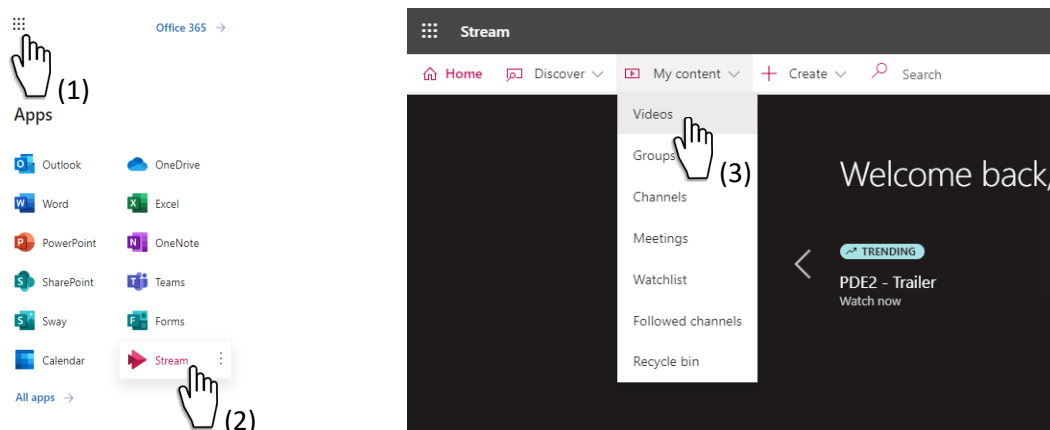 Office 365 →
(1)
Apps
Outlook OneDrive
Word Excel
PowerPoint OneNote
SharePoint Teams
Sway Forms
Calendar Stream
All apps →
(2)
Stream
Home Discover My content Create Search
Videos
Groups
(3)
Channels
Meetings
Watchlist
Followed channels
Recycle bin
Welcome back,
TRENDING
PDE2 - Trailer
Watch now